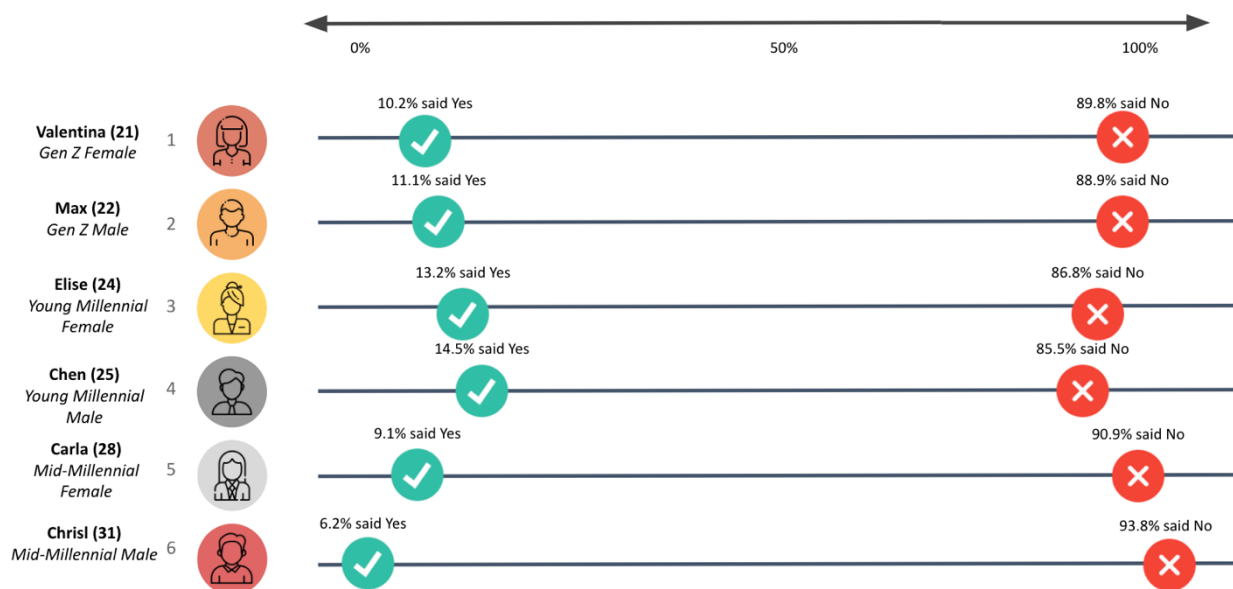 0%
50%
100%
Valentina (21)
Gen Z Female
1
10.2% said Yes
89.8% said No
Max (22)
Gen Z Male
2
11.1% said Yes
88.9% said No
Elise (24)
Young Millennial
Female
3
13.2% said Yes
86.8% said No
Chen (25)
Young Millennial
Male
4
14.5% said Yes
85.5% said No
Carla (28)
Mid-Millennial
Female
5
9.1% said Yes
90.9% said No
Chrisl (31)
Mid-Millennial Male
6
6.2% said Yes
93.8% said No